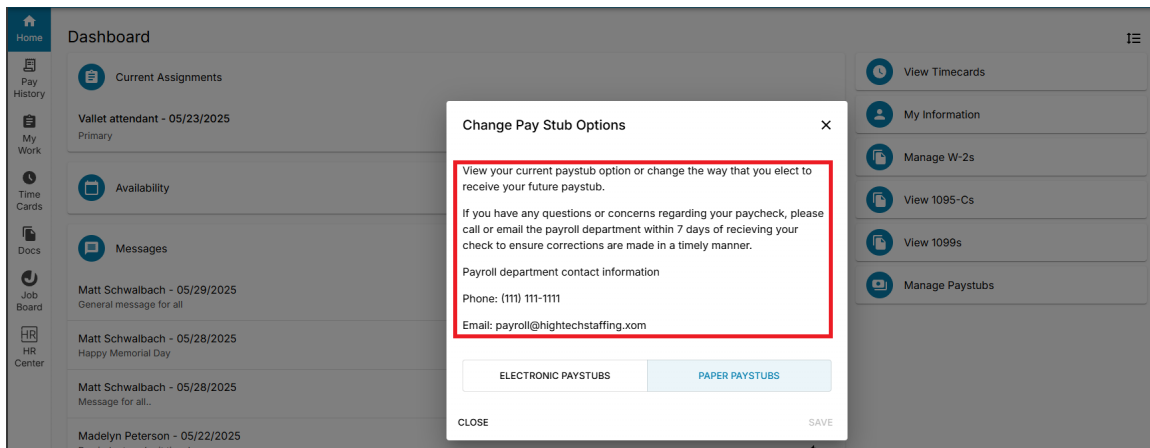 Home
Pay
History
My
Work
Time
Cards
Docs
Job
Board
HR
HR
Center
Dashboard
Current Assignments
Vallet attendant - 05/23/2025
Primary
Availability
Messages
Matt Schwalbach - 05/29/2025
General message for all
Matt Schwalbach - 05/28/2025
Happy Memorial Day
Matt Schwalbach - 05/28/2025
Message for all..
Madelyn Peterson - 05/22/2025
Change Pay Stub Options
View your current paystub option or change the way that you elect to
receive your future paystub.
If you have any questions or concerns regarding your paycheck, please
call or email the payroll department within 7 days of recieving your
check to ensure corrections are made in a timely manner.
Payroll department contact information
Phone: (111) 111-1111
Email: payroll@hightechstaffing.xom
ELECTRONIC PAYSTUBS
PAPER PAYSTUBS
CLOSE
SAVE
View Timecards
My Information
Manage W-2s
View 1095-Cs
View 1099s
Manage Paystubs